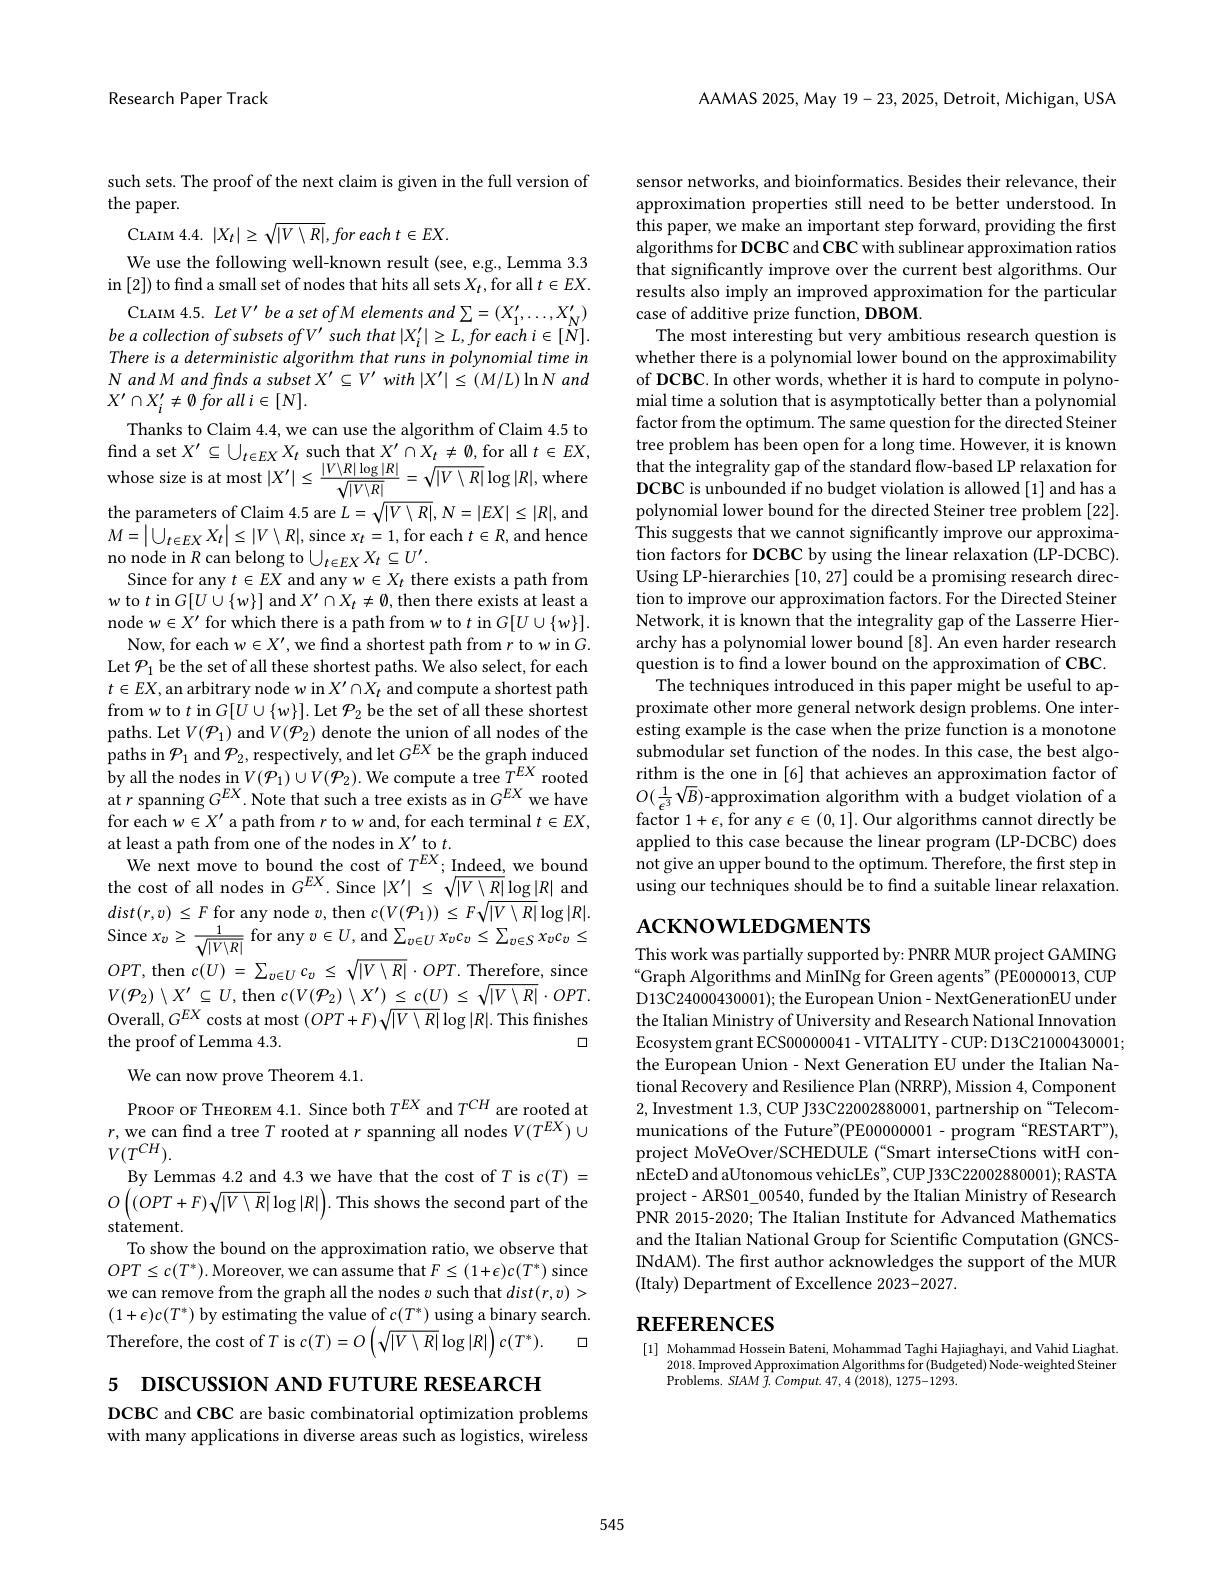 Research Paper Track
AAMAS 2025, May 19 – 23, 2025, Detroit, Michigan, USA
such sets. The proof of the next claim is given in the full version of
the paper.
Claim 4.4. |X_t| ≥ √|V \ R|, for each t ∈ EX.
We use the following well-known result (see, e.g., Lemma 3.3
in [2]) to find a small set of nodes that hits all sets X_t, for all t ∈ EX.
Claim 4.5. Let V′ be a set of M elements and ∑ = (X′_1, . . . , X′_N)
be a collection of subsets of V′ such that |X′_i| ≥ L, for each i ∈ [N].
There is a deterministic algorithm that runs in polynomial time in
N and M and finds a subset X′ ⊆ V′ with |X′| ≤ (M/L) ln N and
X′ ∩ X′_i ≠ ∅ for all i ∈ [N].
Thanks to Claim 4.4, we can use the algorithm of Claim 4.5 to
find a set X′ ⊆ ⋃_{t∈EX} X_t such that X′ ∩ X_t ≠ ∅, for all t ∈ EX,
whose size is at most |X′| ≤ |V\R| log |R| / √|V\R| = √|V \ R| log |R|, where
the parameters of Claim 4.5 are L = √|V \ R|, N = |EX| ≤ |R|, and
M = |⋃_{t∈EX} X_t| ≤ |V \ R|, since x_t = 1, for each t ∈ R, and hence
no node in R can belong to ⋃_{t∈EX} X_t ⊆ U′.
Since for any t ∈ EX and any w ∈ X_t there exists a path from
w to t in G[U ∪ {w}] and X′ ∩ X_t ≠ ∅, then there exists at least a
node w ∈ X′ for which there is a path from w to t in G[U ∪ {w}].
Now, for each w ∈ X′, we find a shortest path from r to w in G.
Let 𝒫_1 be the set of all these shortest paths. We also select, for each
t ∈ EX, an arbitrary node w in X′ ∩ X_t and compute a shortest path
from w to t in G[U ∪ {w}]. Let 𝒫_2 be the set of all these shortest
paths. Let V(𝒫_1) and V(𝒫_2) denote the union of all nodes of the
paths in 𝒫_1 and 𝒫_2, respectively, and let G^EX be the graph induced
by all the nodes in V(𝒫_1) ∪ V(𝒫_2). We compute a tree T^EX rooted
at r spanning G^EX. Note that such a tree exists as in G^EX we have
for each w ∈ X′ a path from r to w and, for each terminal t ∈ EX,
at least a path from one of the nodes in X′ to t.
We next move to bound the cost of T^EX; Indeed, we bound
the cost of all nodes in G^EX. Since |X′| ≤ √|V \ R| log |R| and
dist(r, v) ≤ F for any node v, then c(V(𝒫_1)) ≤ F√|V \ R| log |R|.
Since x_v ≥ 1/√|V\R| for any v ∈ U, and ∑_{v∈U} x_v c_v ≤ ∑_{v∈S} x_v c_v ≤
OPT, then c(U) = ∑_{v∈U} c_v ≤ √|V \ R| · OPT. Therefore, since
V(𝒫_2) \ X′ ⊆ U, then c(V(𝒫_2) \ X′) ≤ c(U) ≤ √|V \ R| · OPT.
Overall, G^EX costs at most (OPT + F)√|V \ R| log |R|. This finishes
the proof of Lemma 4.3. □
We can now prove Theorem 4.1.
Proof of Theorem 4.1. Since both T^EX and T^CH are rooted at
r, we can find a tree T rooted at r spanning all nodes V(T^EX) ∪
V(T^CH).
By Lemmas 4.2 and 4.3 we have that the cost of T is c(T) =
O((OPT + F)√|V \ R| log |R|). This shows the second part of the
statement.
To show the bound on the approximation ratio, we observe that
OPT ≤ c(T*). Moreover, we can assume that F ≤ (1+ϵ)c(T*) since
we can remove from the graph all the nodes v such that dist(r, v) >
(1 + ϵ)c(T*) by estimating the value of c(T*) using a binary search.
Therefore, the cost of T is c(T) = O(√|V \ R| log |R|) c(T*). □
5 DISCUSSION AND FUTURE RESEARCH
DCBC and CBC are basic combinatorial optimization problems
with many applications in diverse areas such as logistics, wireless
sensor networks, and bioinformatics. Besides their relevance, their
approximation properties still need to be better understood. In
this paper, we make an important step forward, providing the first
algorithms for DCBC and CBC with sublinear approximation ratios
that significantly improve over the current best algorithms. Our
results also imply an improved approximation for the particular
case of additive prize function, DBOM.
The most interesting but very ambitious research question is
whether there is a polynomial lower bound on the approximability
of DCBC. In other words, whether it is hard to compute in polyno-
mial time a solution that is asymptotically better than a polynomial
factor from the optimum. The same question for the directed Steiner
tree problem has been open for a long time. However, it is known
that the integrality gap of the standard flow-based LP relaxation for
DCBC is unbounded if no budget violation is allowed [1] and has a
polynomial lower bound for the directed Steiner tree problem [22].
This suggests that we cannot significantly improve our approxima-
tion factors for DCBC by using the linear relaxation (LP-DCBC).
Using LP-hierarchies [10, 27] could be a promising research direc-
tion to improve our approximation factors. For the Directed Steiner
Network, it is known that the integrality gap of the Lasserre Hier-
archy has a polynomial lower bound [8]. An even harder research
question is to find a lower bound on the approximation of CBC.
The techniques introduced in this paper might be useful to ap-
proximate other more general network design problems. One inter-
esting example is the case when the prize function is a monotone
submodular set function of the nodes. In this case, the best algo-
rithm is the one in [6] that achieves an approximation factor of
O(1/ϵ³ √B)-approximation algorithm with a budget violation of a
factor 1 + ϵ, for any ϵ ∈ (0, 1]. Our algorithms cannot directly be
applied to this case because the linear program (LP-DCBC) does
not give an upper bound to the optimum. Therefore, the first step in
using our techniques should be to find a suitable linear relaxation.
ACKNOWLEDGMENTS
This work was partially supported by: PNRR MUR project GAMING
“Graph Algorithms and MinINg for Green agents” (PE0000013, CUP
D13C24000430001); the European Union - NextGenerationEU under
the Italian Ministry of University and Research National Innovation
Ecosystem grant ECS00000041 - VITALITY - CUP: D13C21000430001;
the European Union - Next Generation EU under the Italian Na-
tional Recovery and Resilience Plan (NRRP), Mission 4, Component
2, Investment 1.3, CUP J33C22002880001, partnership on “Telecom-
munications of the Future”(PE00000001 - program “RESTART”),
project MoVeOver/SCHEDULE (“Smart interseCtions witH con-
nEcteD and aUtonomous vehicLEs”, CUP J33C22002880001); RASTA
project - ARS01_00540, funded by the Italian Ministry of Research
PNR 2015-2020; The Italian Institute for Advanced Mathematics
and the Italian National Group for Scientific Computation (GNCS-
INdAM). The first author acknowledges the support of the MUR
(Italy) Department of Excellence 2023–2027.
REFERENCES
[1] Mohammad Hossein Bateni, Mohammad Taghi Hajiaghayi, and Vahid Liaghat.
2018. Improved Approximation Algorithms for (Budgeted) Node-weighted Steiner
Problems. SIAM J. Comput. 47, 4 (2018), 1275–1293.
545